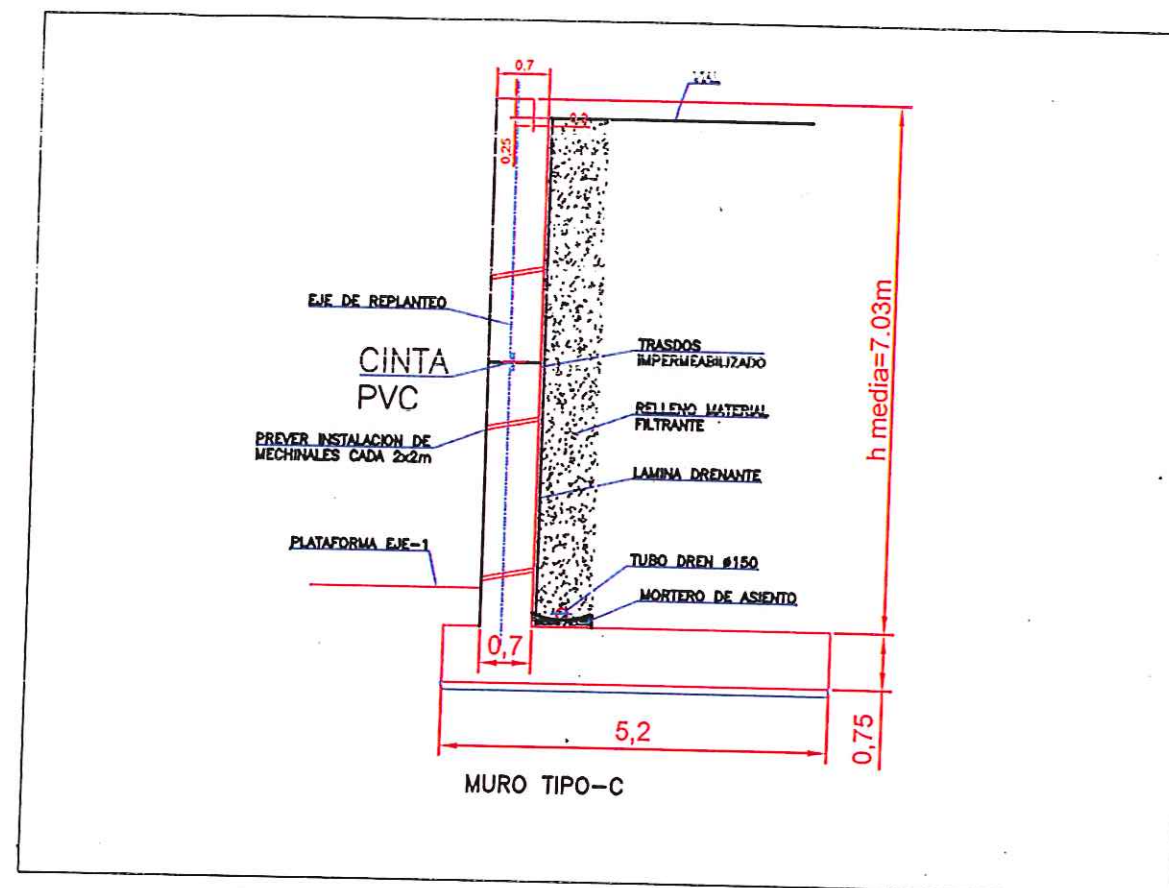 0,7
0,25
EJE DE REPLANTEO
CINTA
PVC
TRASDOS
IMPERMEABILIZADO
RELLENO MATERIAL
FILTRANTE
PREVER INSTALACION DE
MECHINALES CADA 2x2m
LAMINA DRENANTE
PLATAFORMA EJE-1
TUBO DREN ø150
MORTERO DE ASIENTO
h media=7.03m
0,7
5,2
0,75
MURO TIPO-C